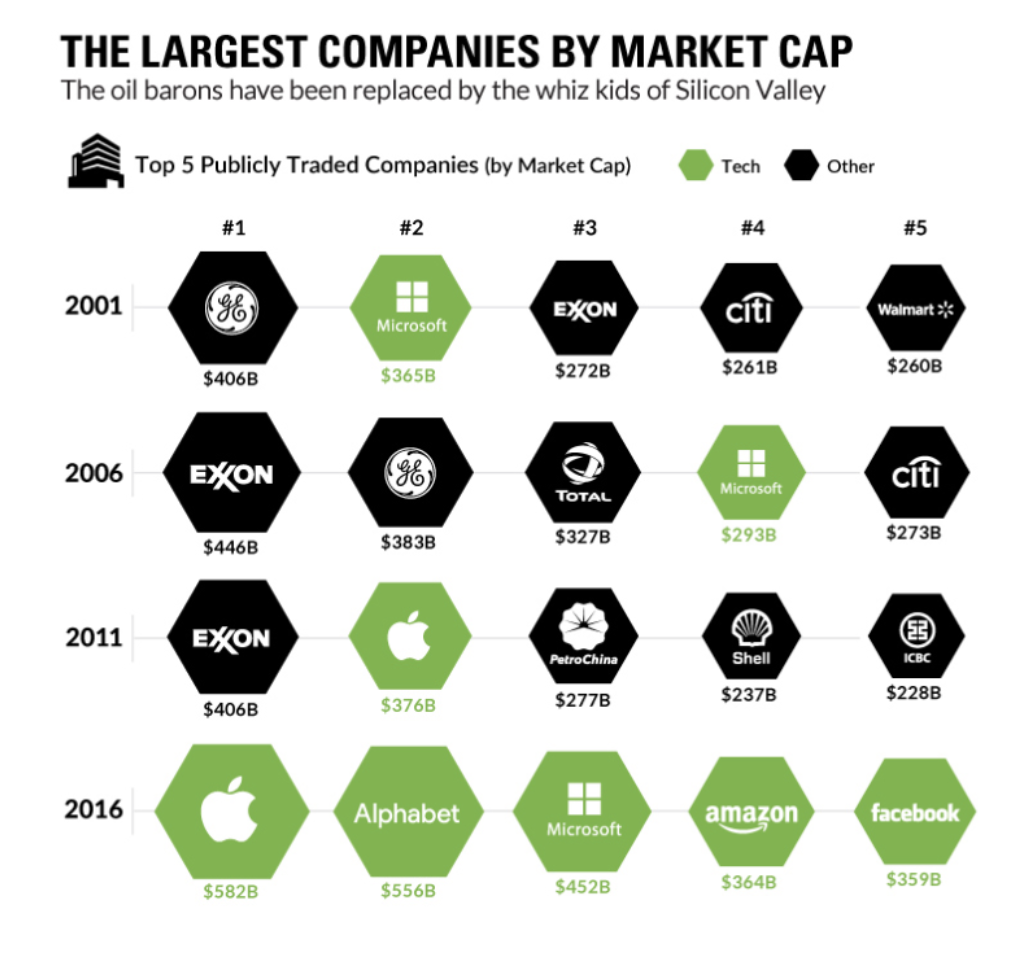 THE LARGEST COMPANIES BY MARKET CAP
The oil barons have been replaced by the whiz kids of Silicon Valley
Top 5 Publicly Traded Companies (by Market Cap)
Tech
Other
#1 #2 #3 #4 #5
2001
GE
Microsoft
EXXON
citi
Walmart
$406B $365B $272B $261B $260B
2006
EXXON
GE
TOTAL
Microsoft
citi
$446B $383B $327B $293B $273B
2011
EXXON
PetroChina
Shell
ICBC
$406B $376B $277B $237B $228B
2016
Alphabet
Microsoft
amazon
facebook
$582B $556B $452B $364B $359B